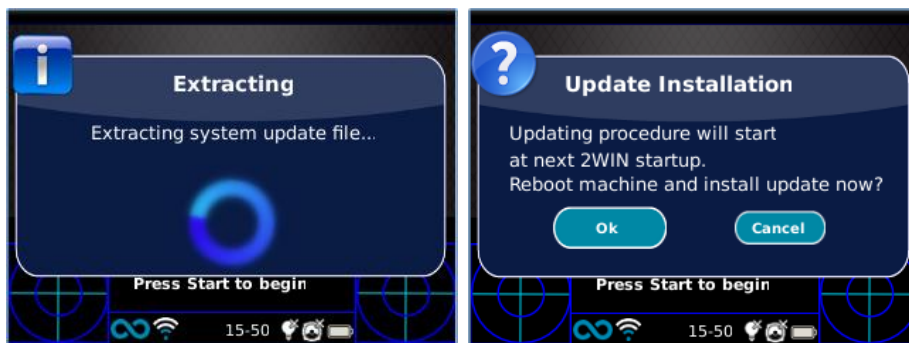 Extracting
Extracting system update file...
Press Start to begin
15-50
Update Installation
Updating procedure will start
at next 2WIN startup.
Reboot machine and install update now?
Ok
Cancel
Press Start to begin
15-50